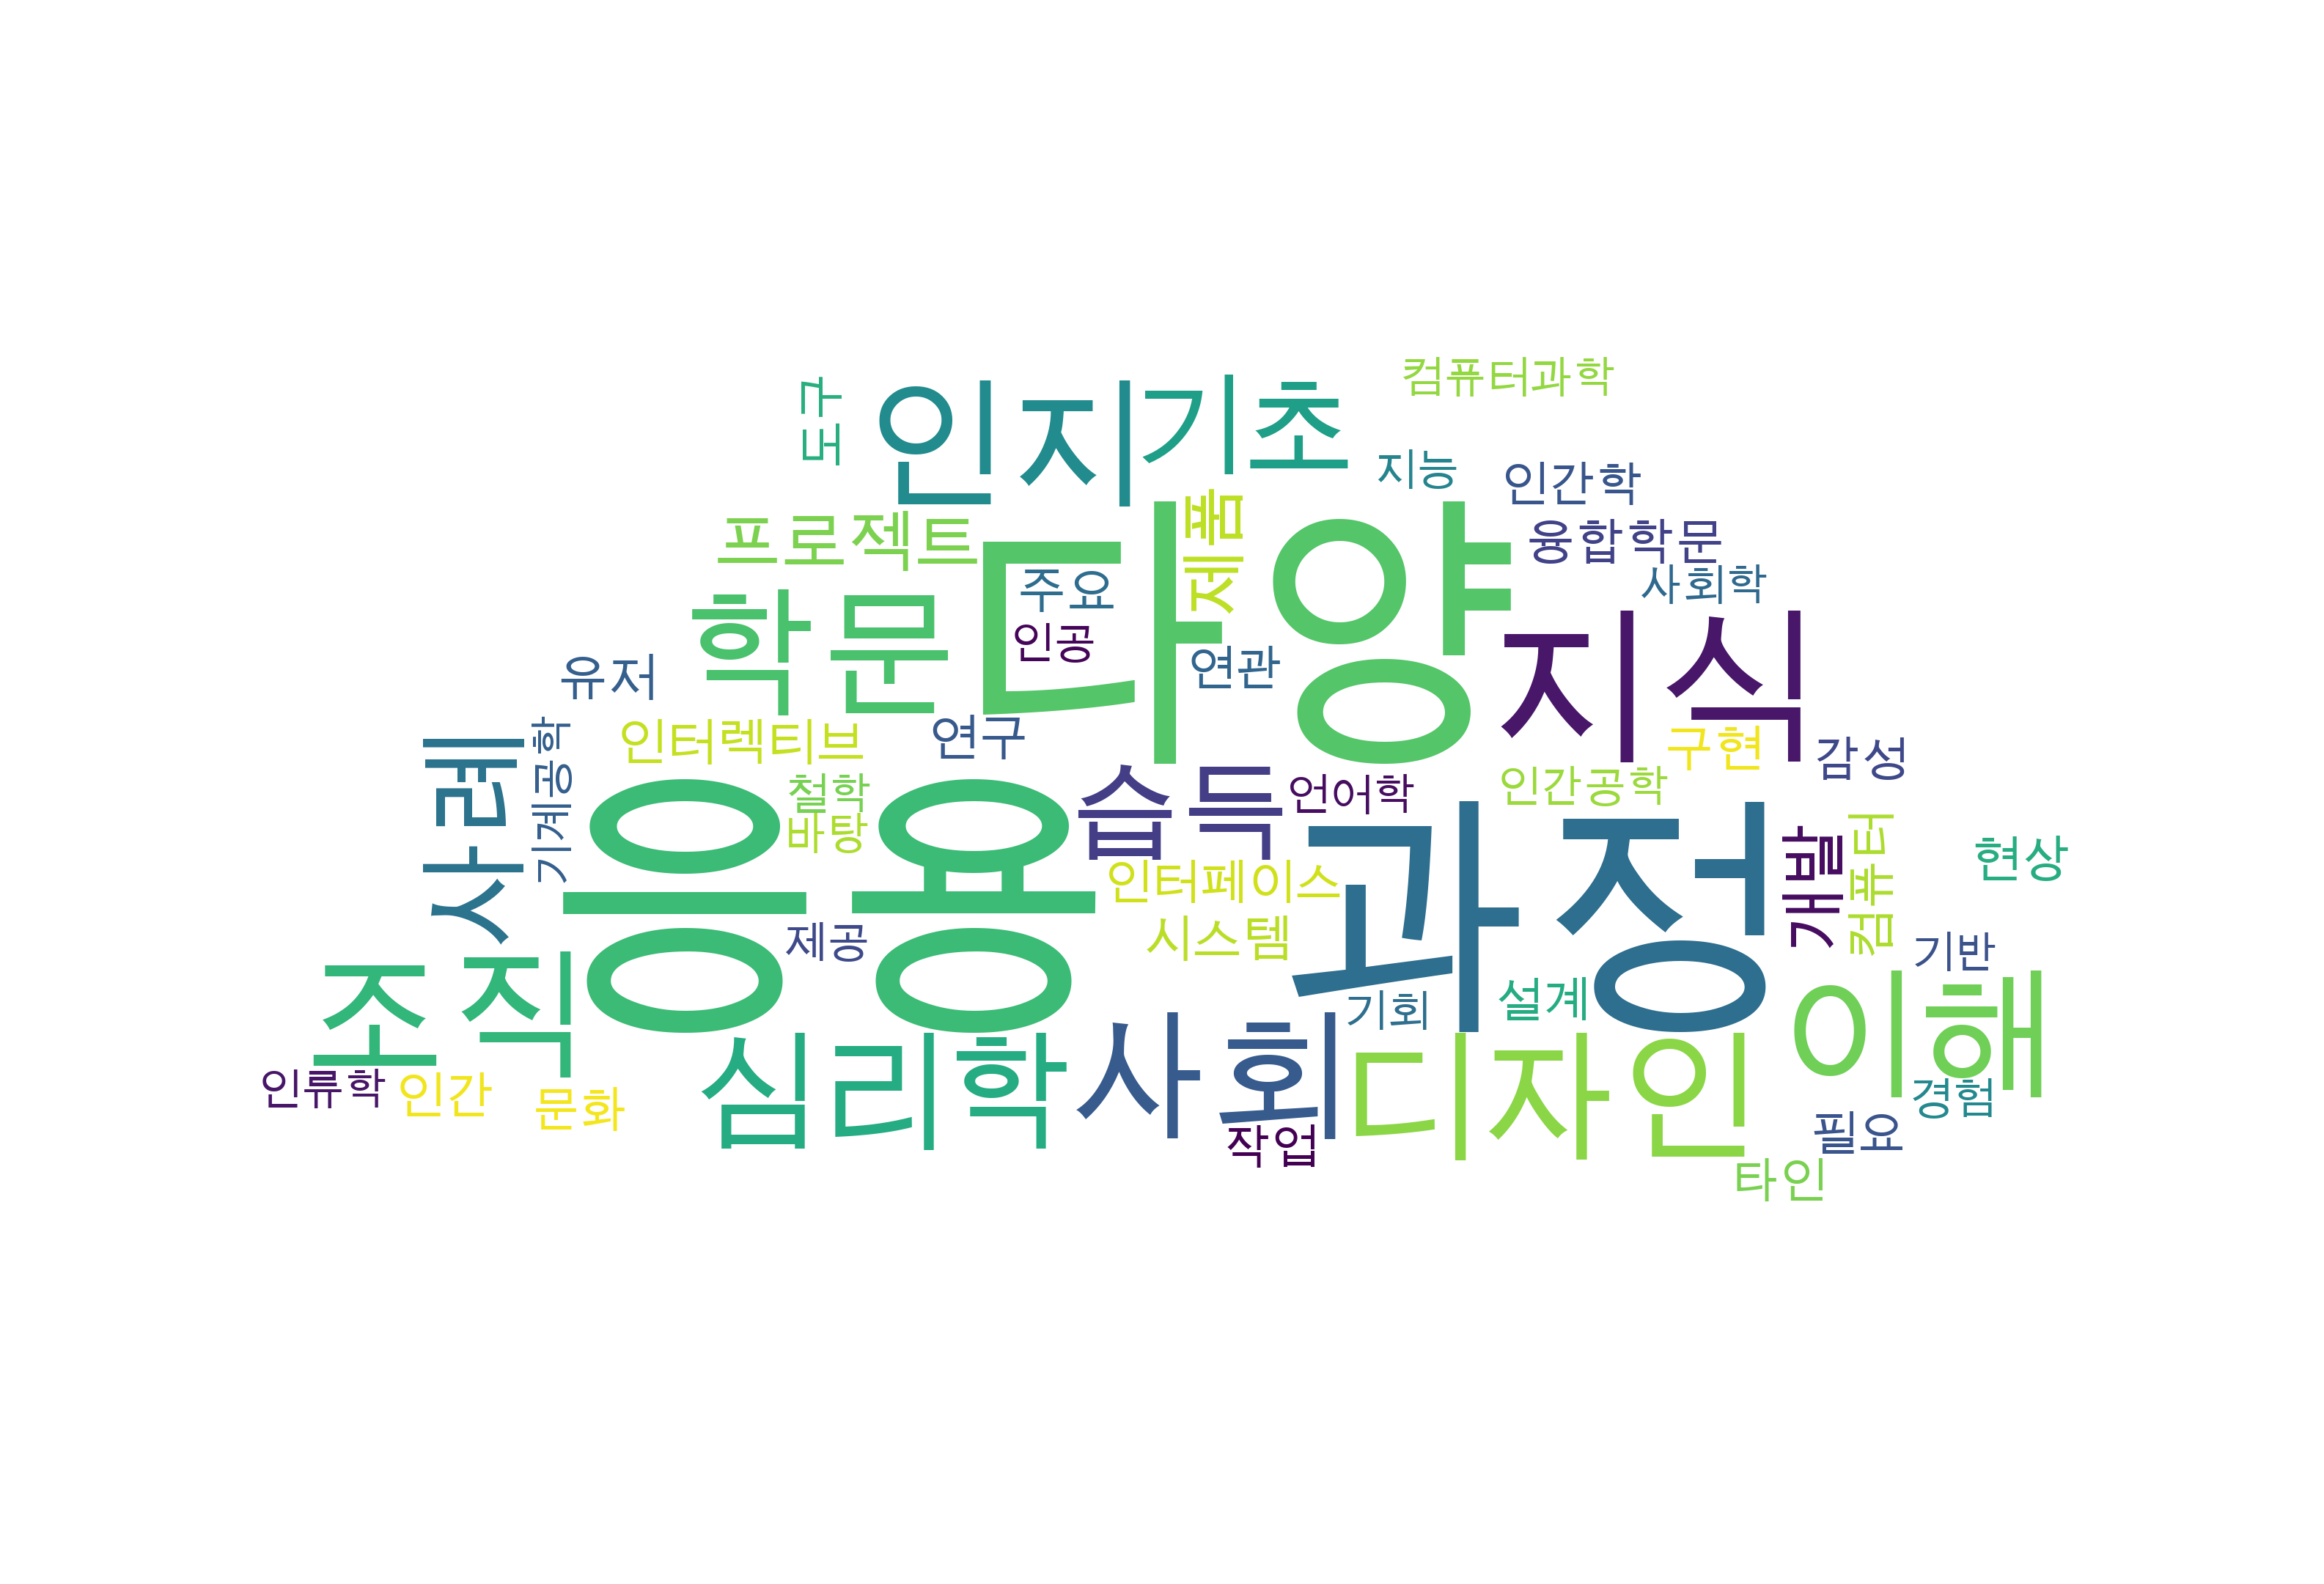 컴퓨터과학
도구
인지
기초
지능
인간학
프로젝트
제품
다양
융합학문
주요
사회학
학문
인공
연관
지식
유저
인터렉티브
연구
구현
감성
사례
기계공학
철학
바탕
습득
언어학
인간공학
응용
과정
개발
컴퓨터
현상
인터페이스
시스템
제공
기반
조직
기회
설계
이해
인류학
인간
문화
심리학
사회
디자인
경험
작업
필요
타인